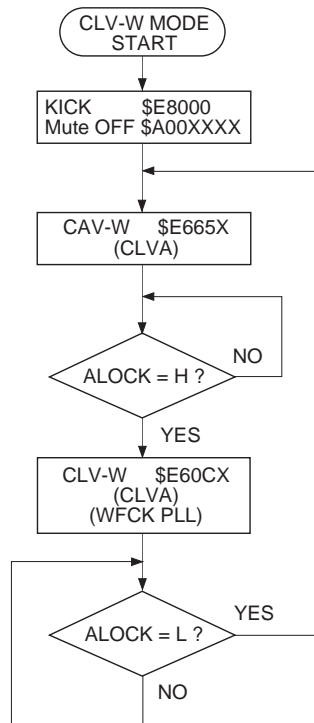 CLV-W MODE
START
KICK $E8000
Mute OFF $A00XXXX
CAV-W $E665X
(CLVA)
ALOCK = H ?
NO
YES
CLV-W $E60CX
(CLVA)
(WFCK PLL)
ALOCK = L ?
YES
NO